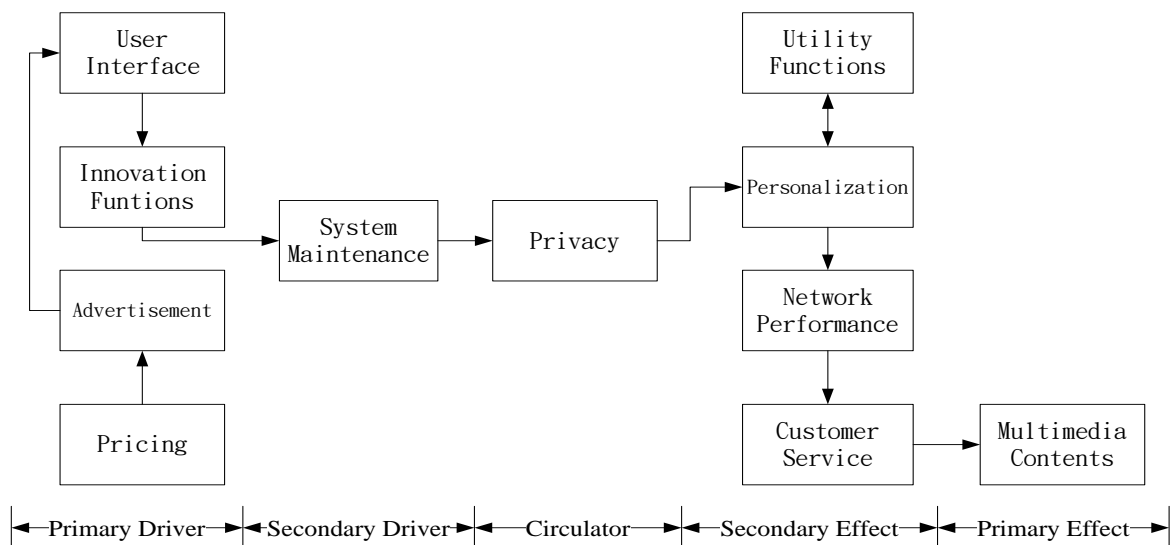 User
Interface
Innovation
Funtions
Advertisement
Pricing
System
Maintenance
Privacy
Utility
Functions
Personalization
Network
Performance
Customer
Service
Multimedia
Contents
Primary Driver
Secondary Driver
Circulator
Secondary Effect
Primary Effect